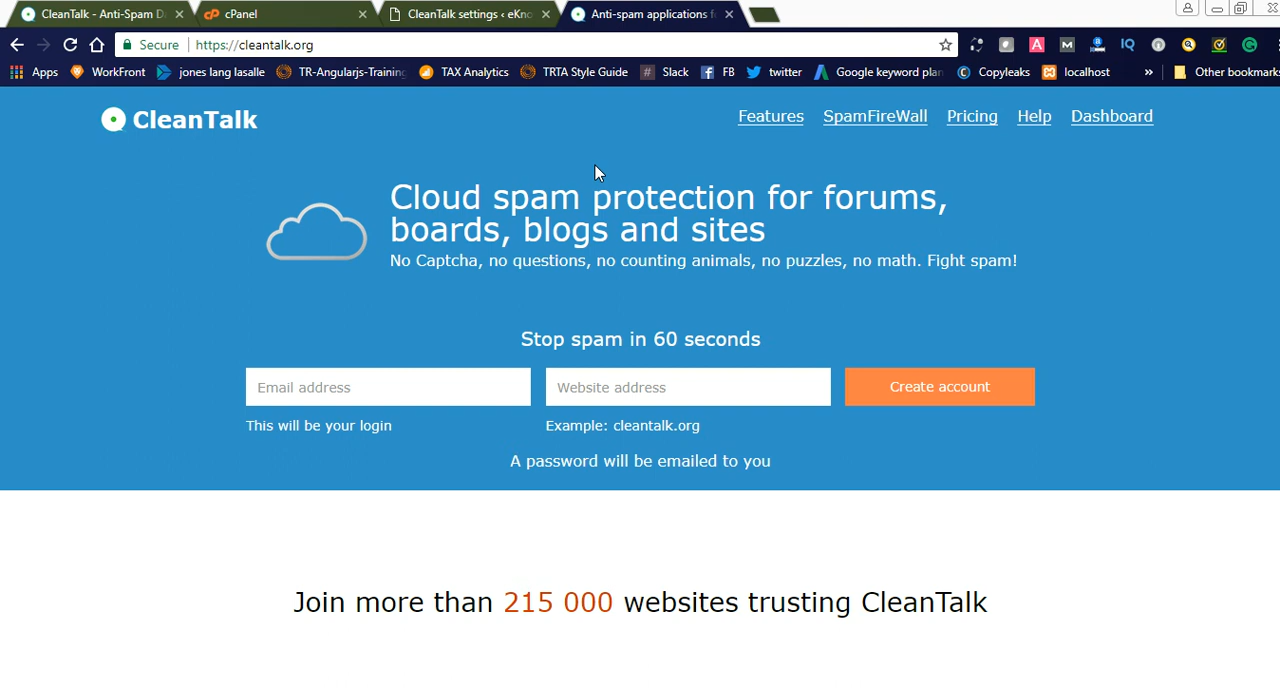 CleanTalk - Anti-Spam D
cPanel
CleanTalk settings ‹ eKno
Anti-spam applications f
Secure
https://cleantalk.org
Apps
WorkFront
jones lang lasalle
TR-Angularjs-Training
TAX Analytics
TRTA Style Guide
Slack
FB
twitter
Google keyword plan
Copyleaks
localhost
»
Other bookmarks
CleanTalk
Features
SpamFireWall
Pricing
Help
Dashboard
Cloud spam protection for forums,
boards, blogs and sites
No Captcha, no questions, no counting animals, no puzzles, no math. Fight spam!
Stop spam in 60 seconds
Email address
Website address
Create account
This will be your login
Example: cleantalk.org
A password will be emailed to you
Join more than 215 000 websites trusting CleanTalk